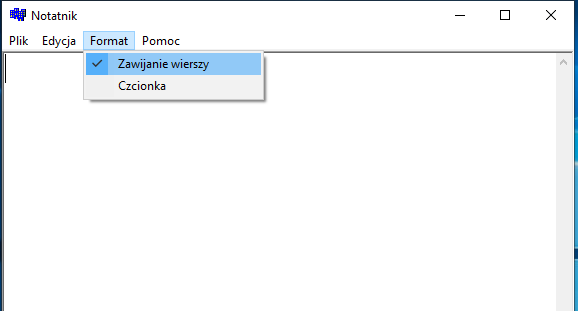 Notatnik
Plik Edycja Format Pomoc
Zawijanie wierszy
Czcionka